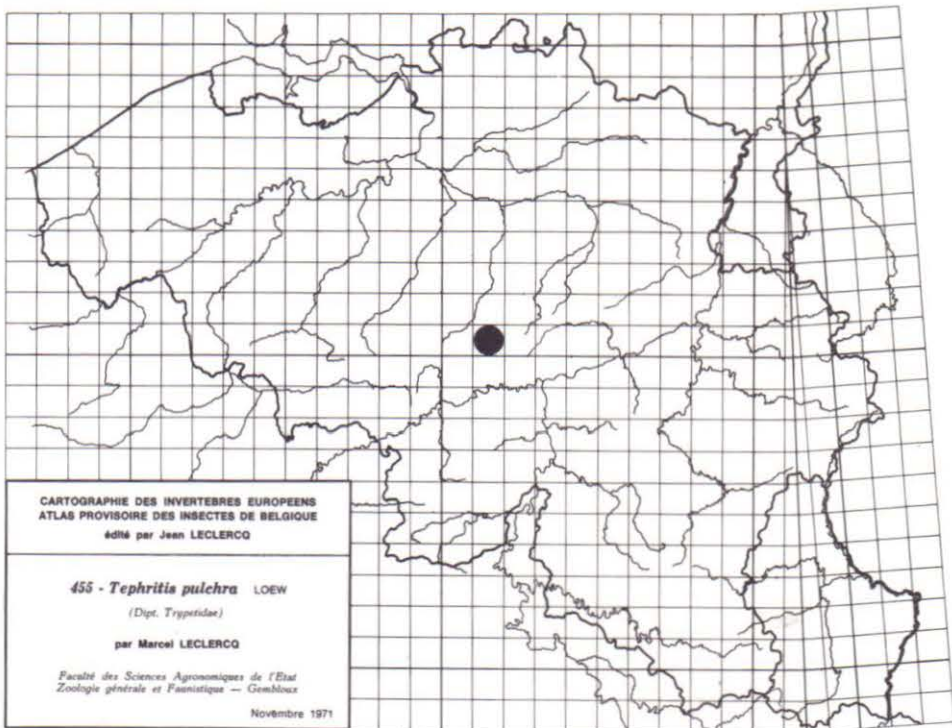 CARTOGRAPHIE DES INVERTEBRES EUROPEENS
ATLAS PROVISOIRE DES INSECTES DE BELGIQUE
édité par Jean LECLERCQ
455 - Tephritis pulchra LOEW
(Dipt. Trypetidae)
par Marcel LECLERCQ
Faculté des Sciences Agronomiques de l'Etat
Zoologie générale et Faunistique — Gembloux
Novembre 1971